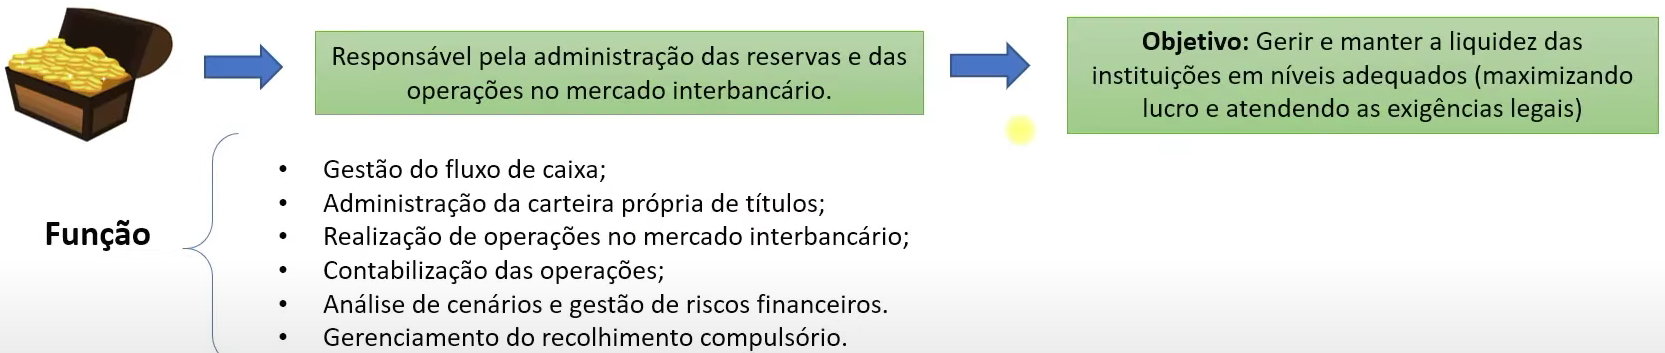 Responsável pela administração das reservas e das
operações no mercado interbancário.
Objetivo: Gerir e manter a liquidez das
instituições em níveis adequados (maximizando
lucro e atendendo as exigências legais)
Função
• Gestão do fluxo de caixa;
• Administração da carteira própria de títulos;
• Realização de operações no mercado interbancário;
• Contabilização das operações;
• Análise de cenários e gestão de riscos financeiros.
• Gerenciamento do recolhimento compulsório.